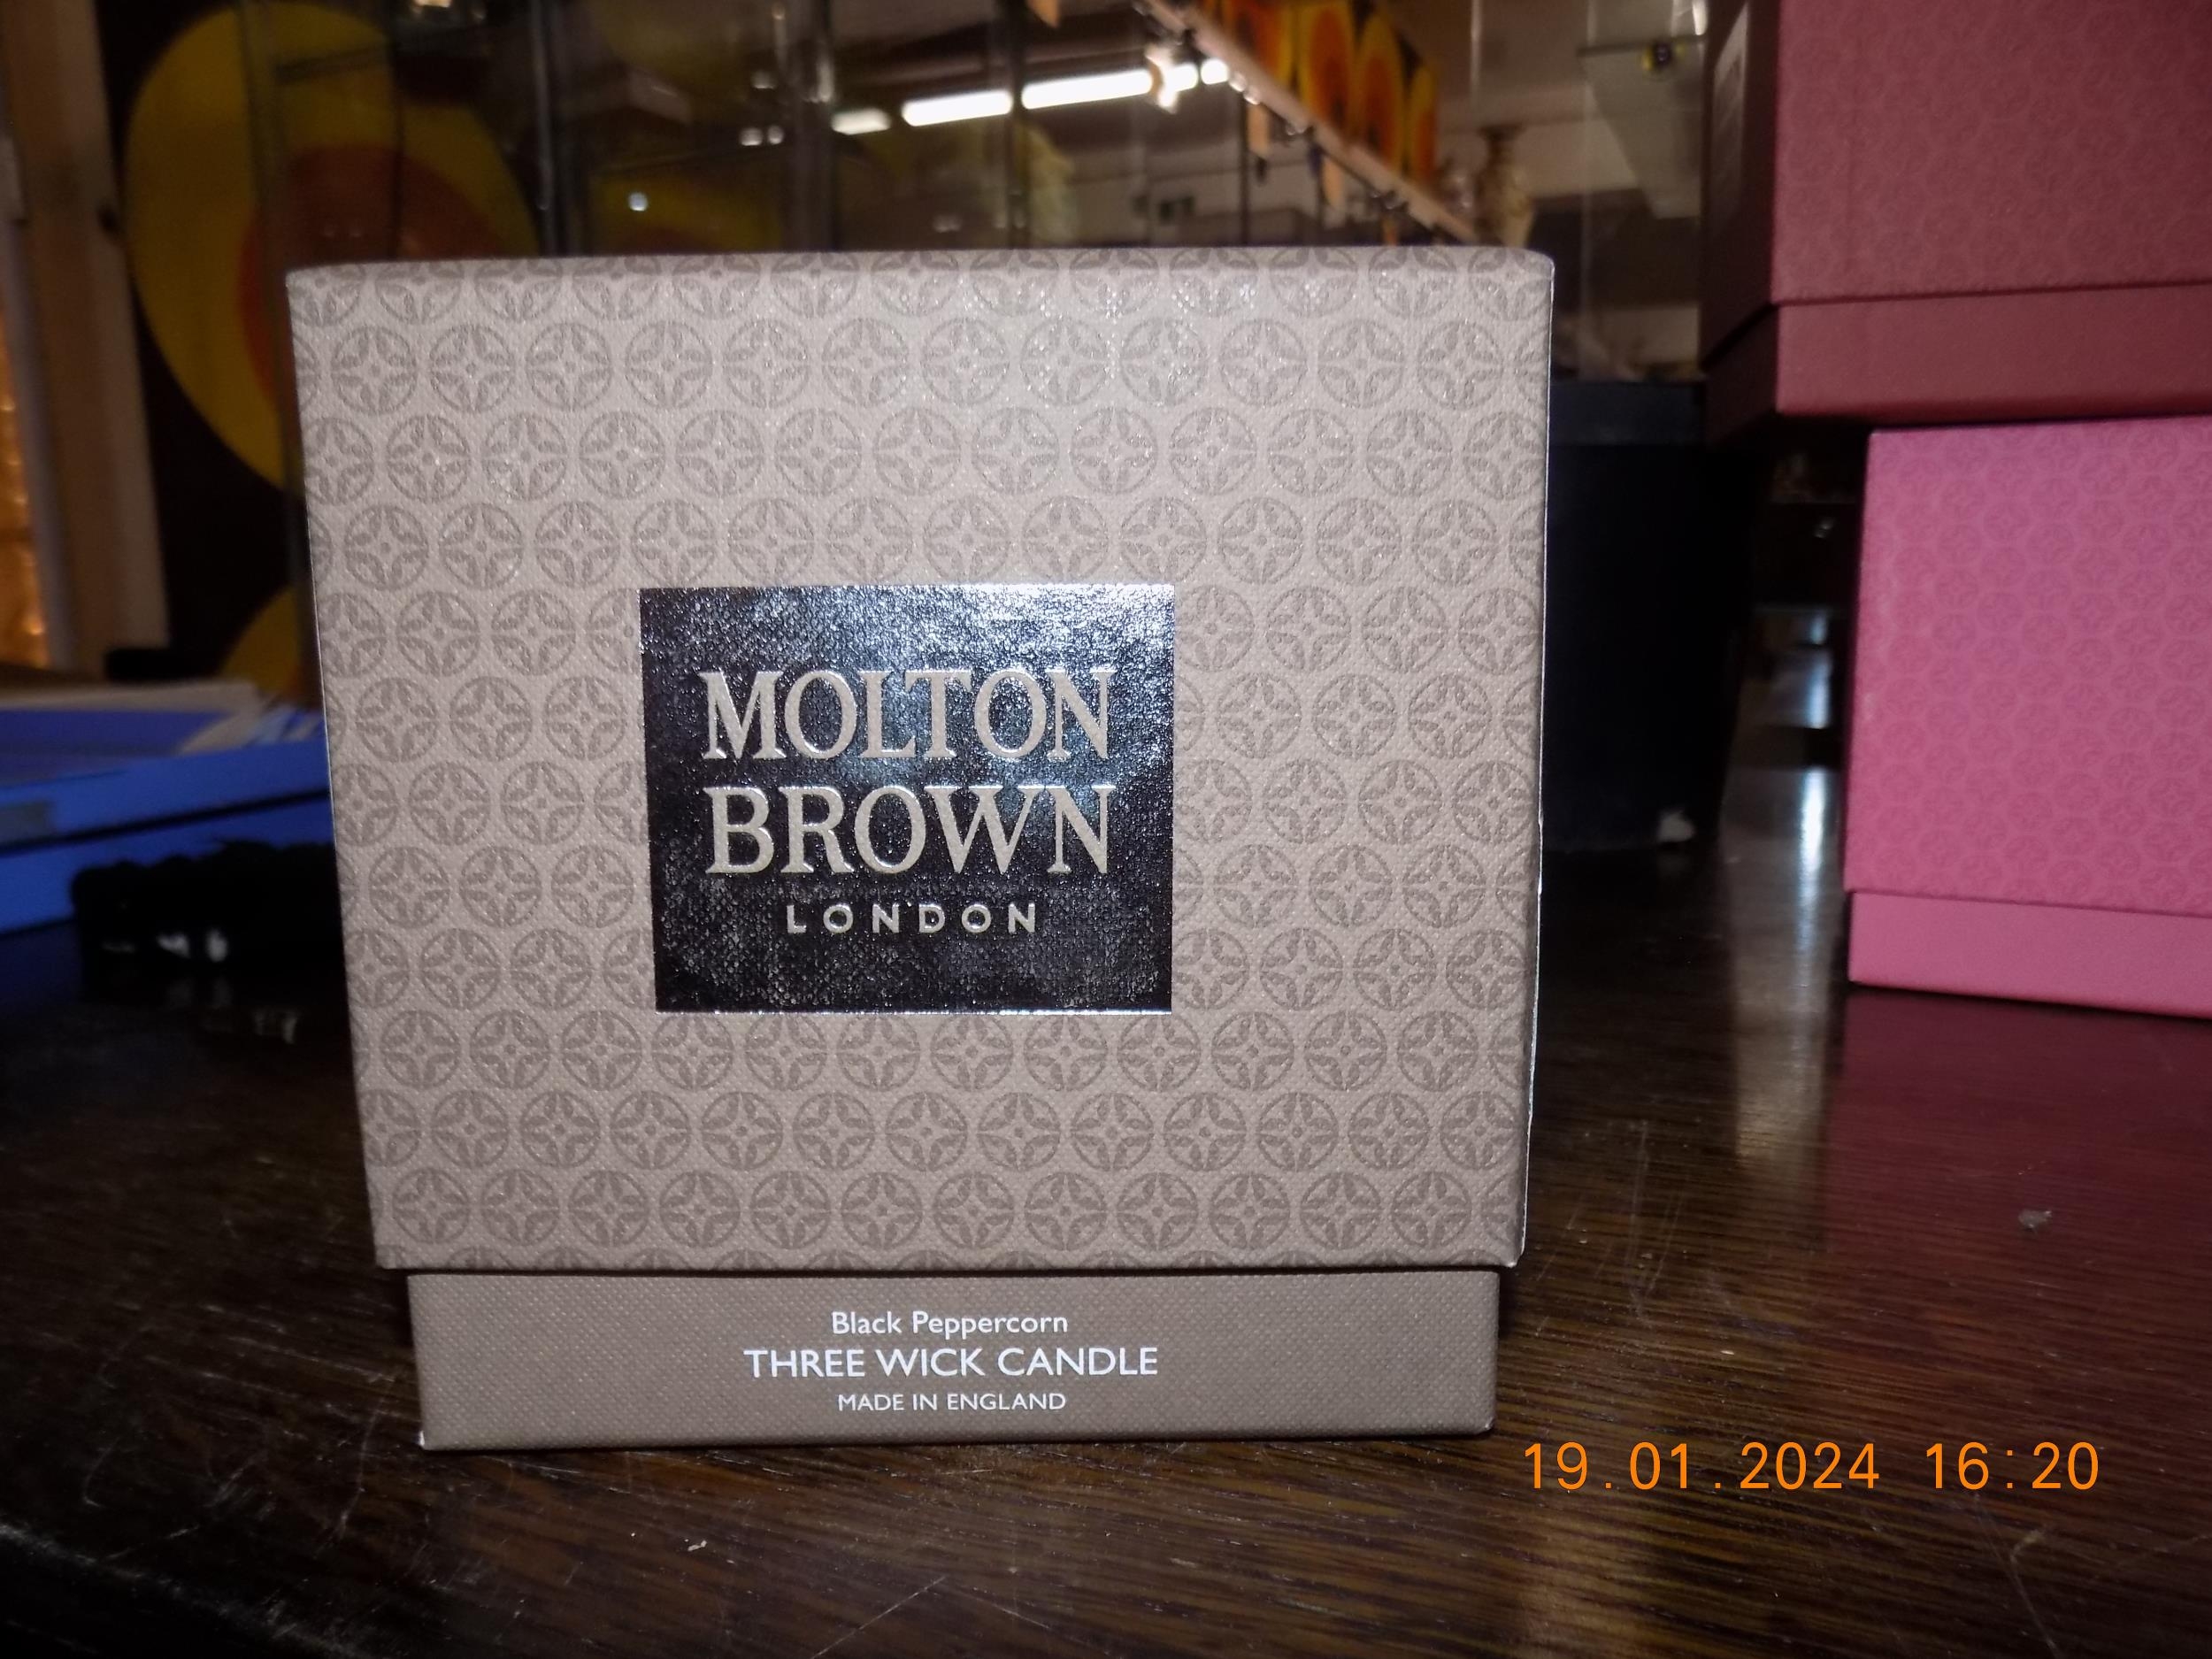 MOLTON
BROWN
LONDON
Black Peppercorn
THREE WICK CANDLE
MADE IN ENGLAND
19.01.2024 16:20